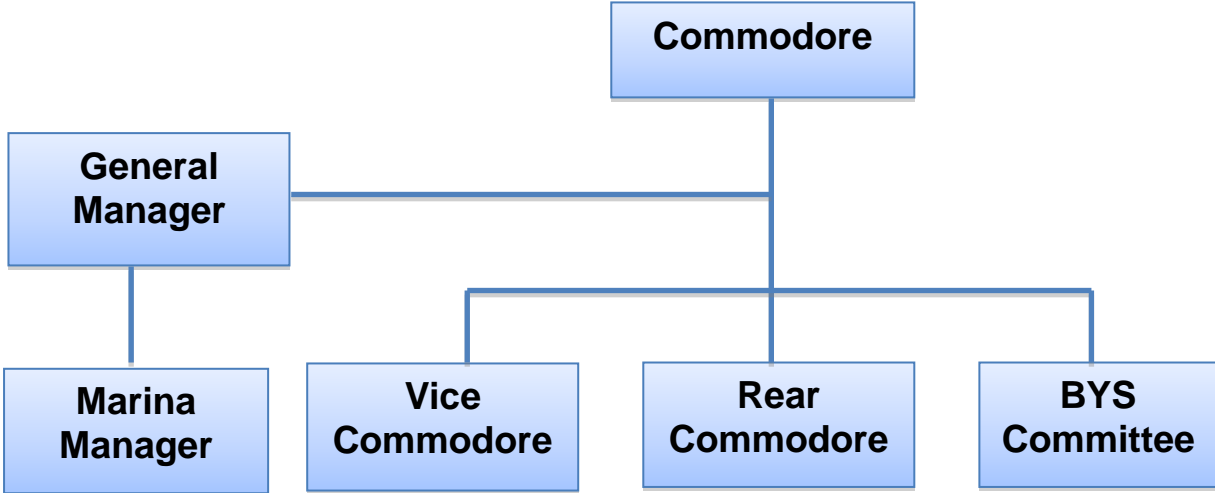 Commodore
General
Manager
Marina
Manager
Vice
Commodore
Rear
Commodore
BYS
Committee